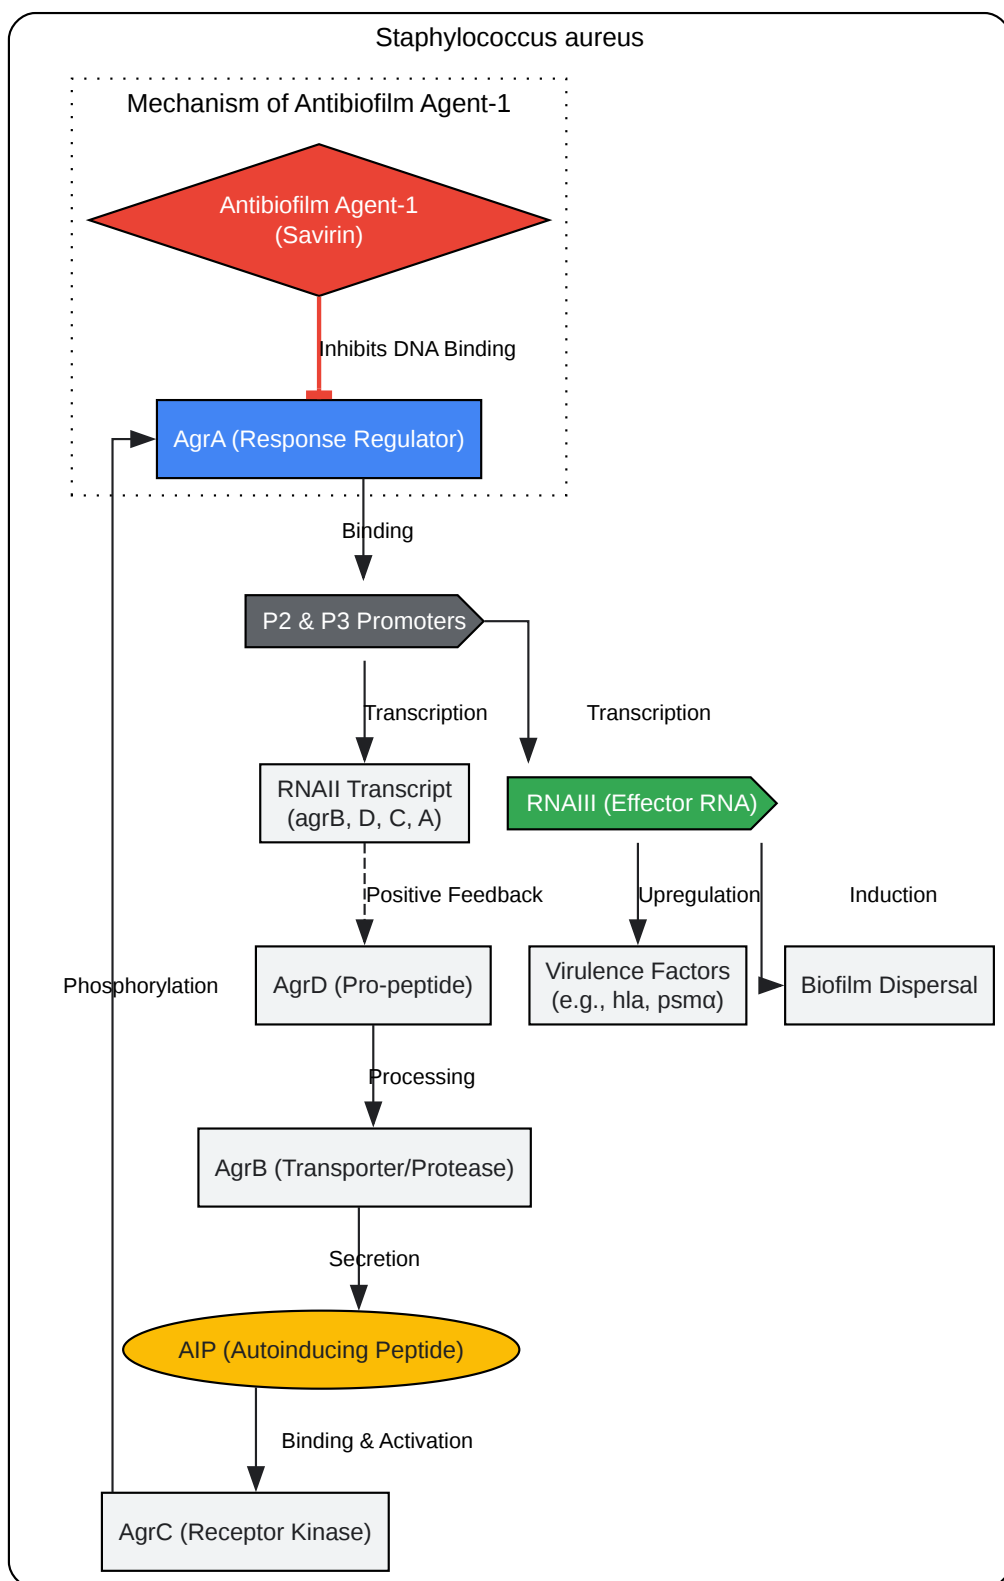 Staphylococcus aureus
Mechanism of Antibiofilm Agent-1
Antibiofilm Agent-1
(Savirin)
Inhibits DNA Binding
AgrA (Response Regulator)
Binding
P2 & P3 Promoters
Transcription
Transcription
RNAII Transcript
(agrB, D, C, A)
RNAIII (Effector RNA)
Positive Feedback
Upregulation
Induction
Phosphorylation
AgrD (Pro-peptide)
Virulence Factors
(e.g., hla, psmα)
Biofilm Dispersal
Processing
AgrB (Transporter/Protease)
Secretion
AIP (Autoinducing Peptide)
Binding & Activation
AgrC (Receptor Kinase)